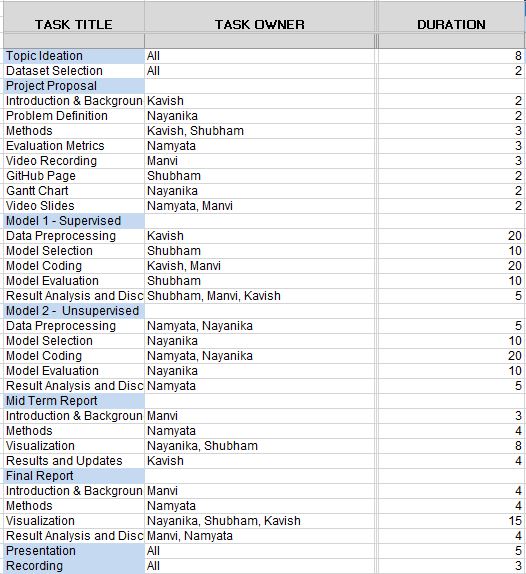 TASK TITLE TASK OWNER DURATION
Topic Ideation All 8
Dataset Selection All 2
Project Proposal
Introduction & Backgroun Kavish 2
Problem Definition Nayanika 2
Methods Kavish, Shubham 3
Evaluation Metrics Namyata 3
Video Recording Manvi 3
GitHub Page Shubham 2
Gantt Chart Nayanika 2
Video Slides Namyata, Manvi 2
Model 1 - Supervised
Data Preprocessing Kavish 20
Model Selection Shubham 10
Model Coding Kavish, Manvi 20
Model Evaluation Shubham 10
Result Analysis and Disc Shubham, Manvi, Kavish 5
Model 2 - Unsupervised
Data Preprocessing Namyata, Nayanika 5
Model Selection Nayanika 10
Model Coding Namyata, Nayanika 20
Model Evaluation Nayanika 10
Result Analysis and Disc Namyata 5
Mid Term Report
Introduction & Backgroun Manvi 3
Methods Namyata 4
Visualization Nayanika, Shubham 8
Results and Updates Kavish 4
Final Report
Introduction & Backgroun Manvi 4
Methods Namyata 4
Visualization Nayanika, Shubham, Kavish 15
Result Analysis and Disc Manvi, Namyata 4
Presentation All 5
Recording All 3